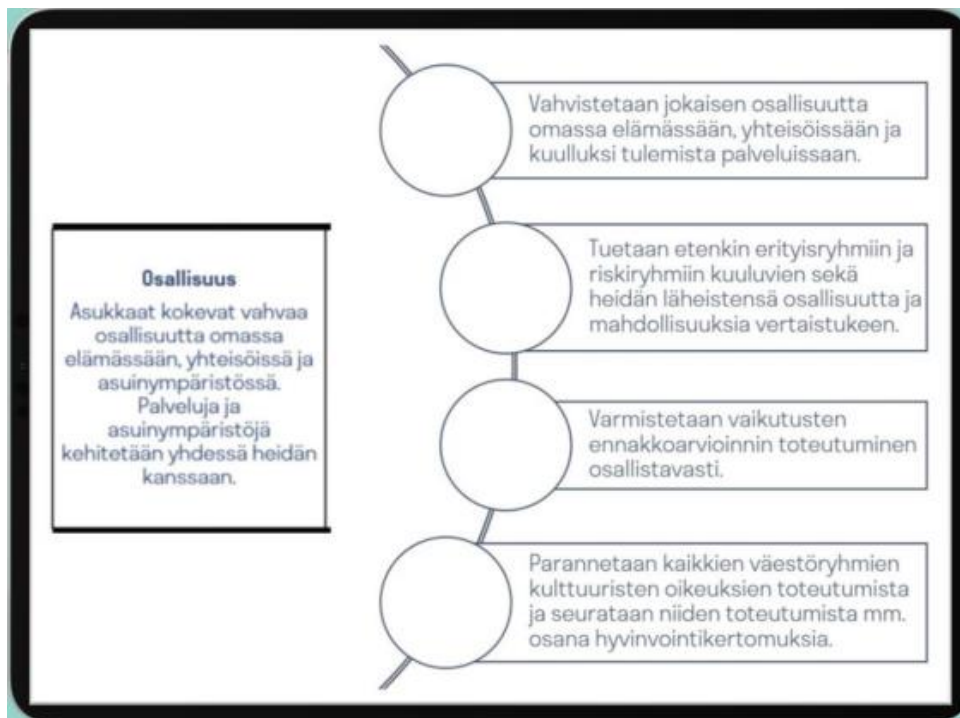 Osallisuus
Asukkaat kokevat vahvaa
osallisuutta omassa
elämässään, yhteisöissä ja
asuinympäristössä.
Palveluja ja
asuinympäristöjä
kehitetään yhdessä heidän
kanssaan.
Vahvistetaan jokaisen osallisuutta
omassa elämässään, yhteisöissään ja
kuulluksi tulemista palveluissaan.
Tuetaan etenkin erityisryhmiin ja
riskiryhmiin kuuluvien sekä
heidän läheistensä osallisuutta ja
mahdollisuuksia vertaistukeen.
Varmistetaan vaikutusten
ennakkoarvioinnin toteutuminen
osallistavasti.
Parannetaan kaikkien väestöryhmien
kulttuuristen oikeuksien toteutumista
ja seurataan niiden toteutumista mm.
osana hyvinvointikertomuksia.